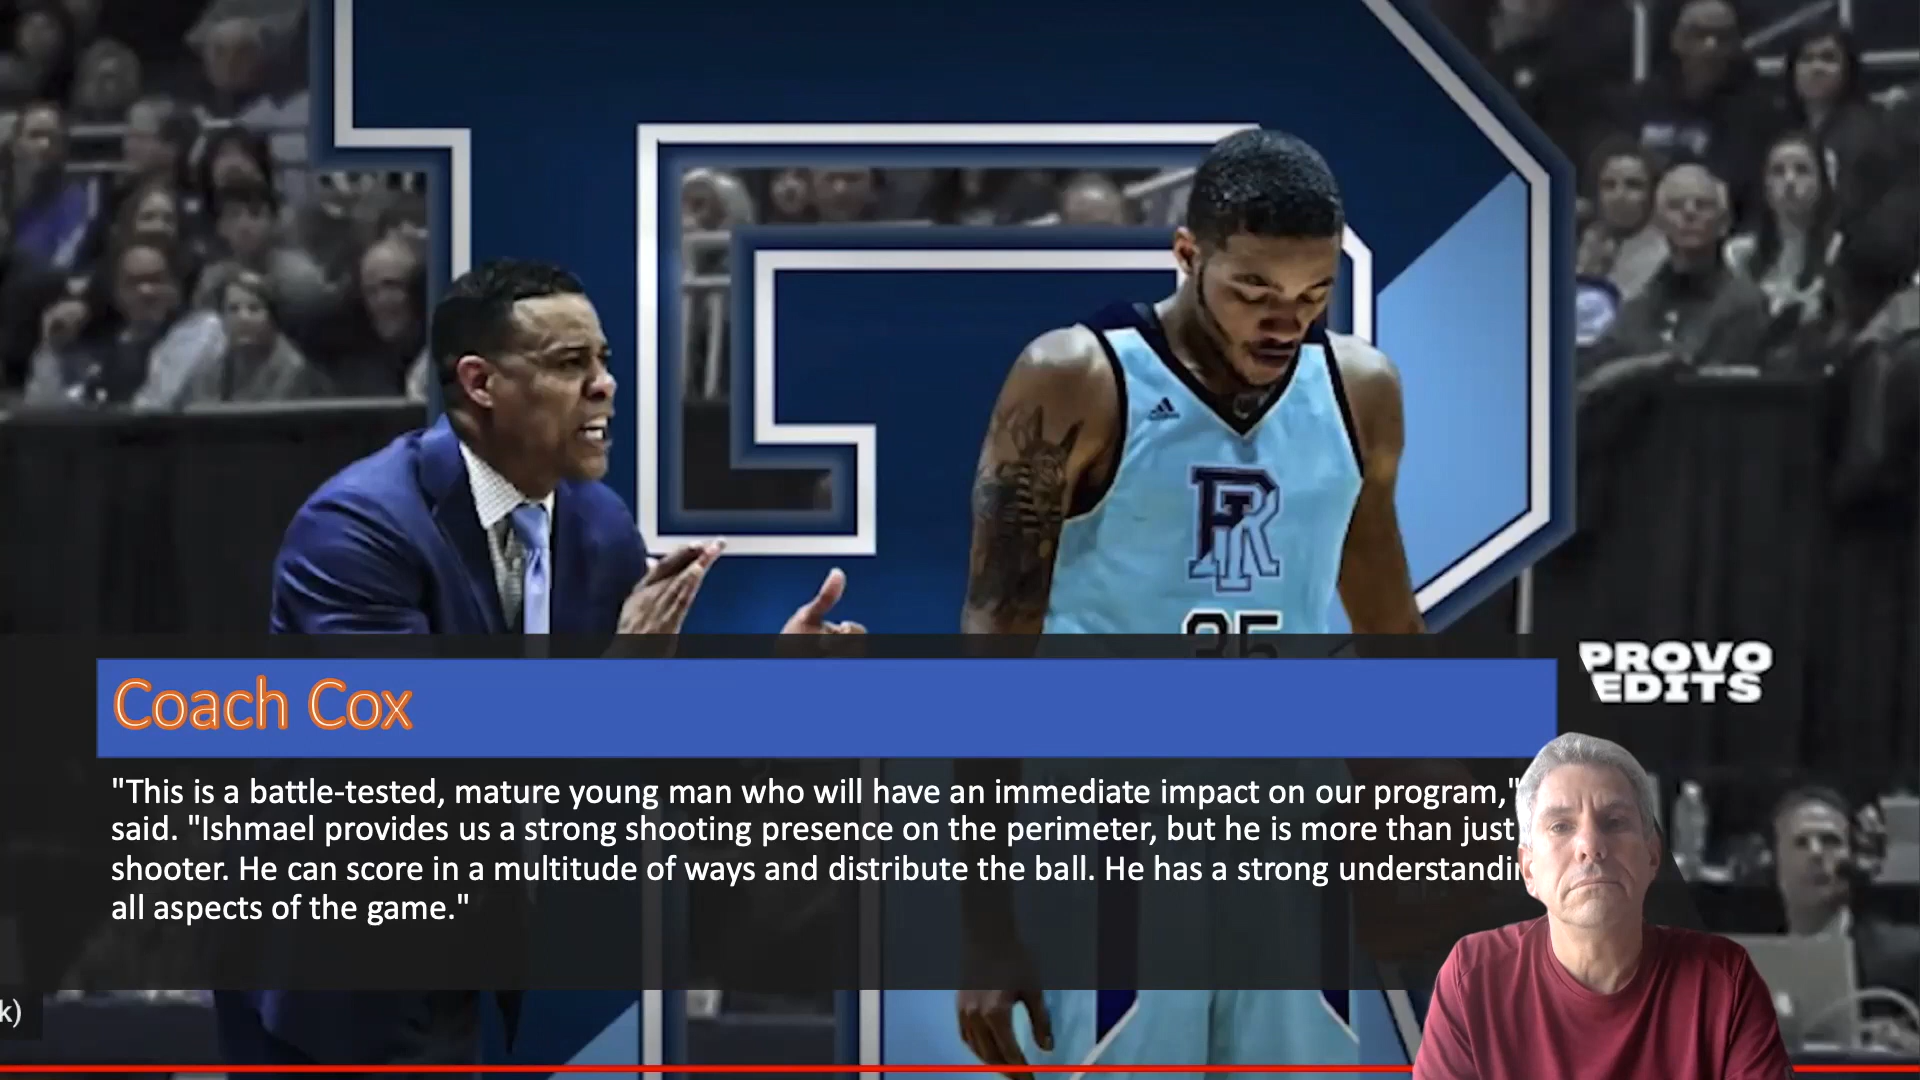 R
35
PROVO
EDITS
Coach Cox
"This is a battle-tested, mature young man who will have an immediate impact on our program,"
said. "Ishmael provides us a strong shooting presence on the perimeter, but he is more than just
shooter. He can score in a multitude of ways and distribute the ball. He has a strong
all aspects of the game."
k)